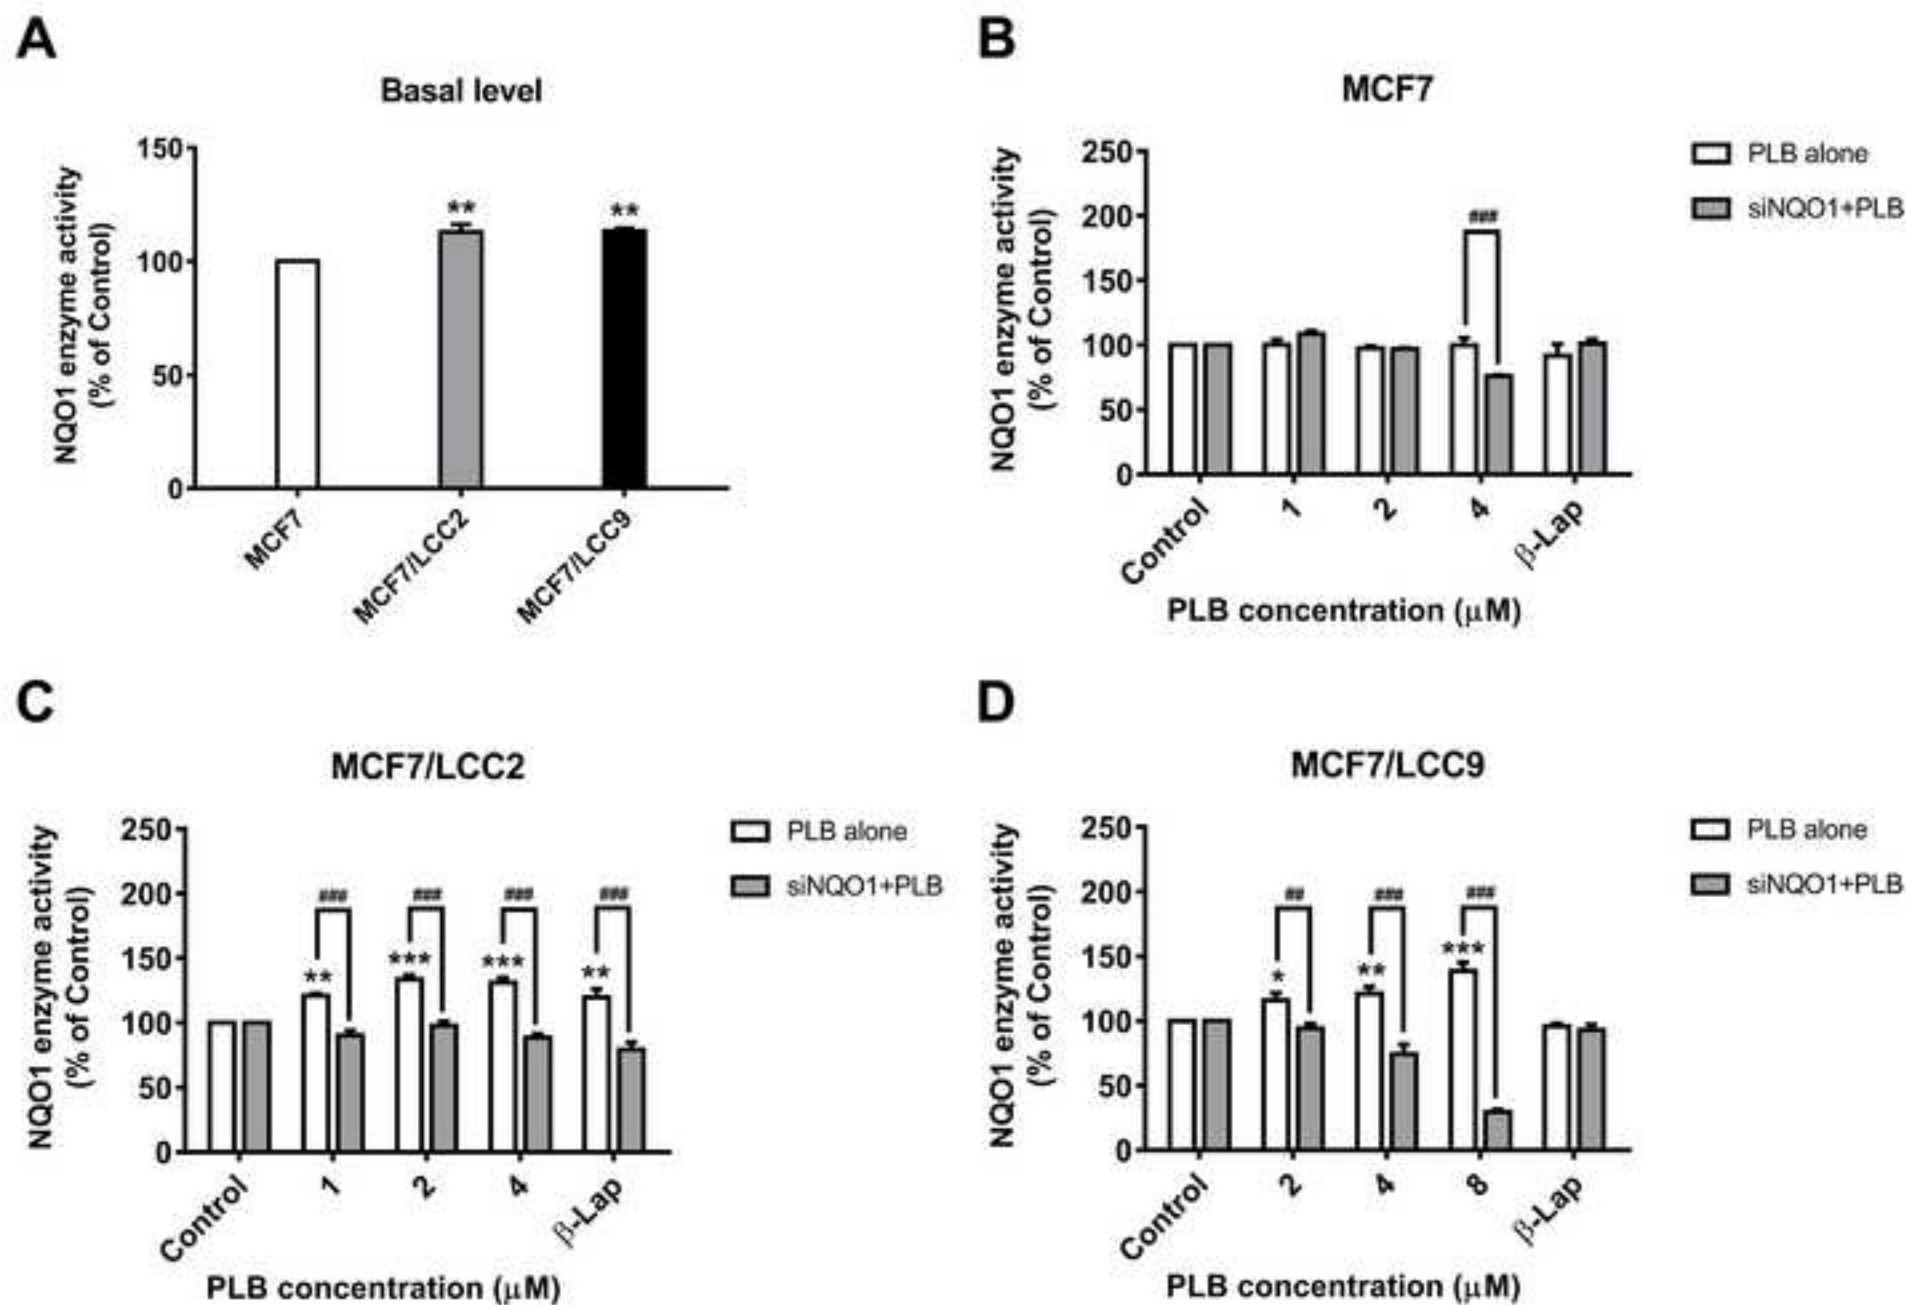 A
Basal level
NQO1 enzyme activity
(% of Control)
150
100
50
0
**
**
MCF7
MCF7/LCC2
MCF7/LCC9
B
MCF7
NQO1 enzyme activity
(% of Control)
250
200
150
100
50
0
###
Control
1
2
4
β-Lap
PLB concentration (μM)
PLB alone
siNQO1+PLB
C
MCF7/LCC2
NQO1 enzyme activity
(% of Control)
250
200
150
100
50
0
###
###
###
###
**
***
***
**
Control
1
2
4
β-Lap
PLB concentration (μM)
PLB alone
siNQO1+PLB
D
MCF7/LCC9
NQO1 enzyme activity
(% of Control)
250
200
150
100
50
0
##
###
###
*
**
***
Control
2
4
8
β-Lap
PLB concentration (μM)
PLB alone
siNQO1+PLB